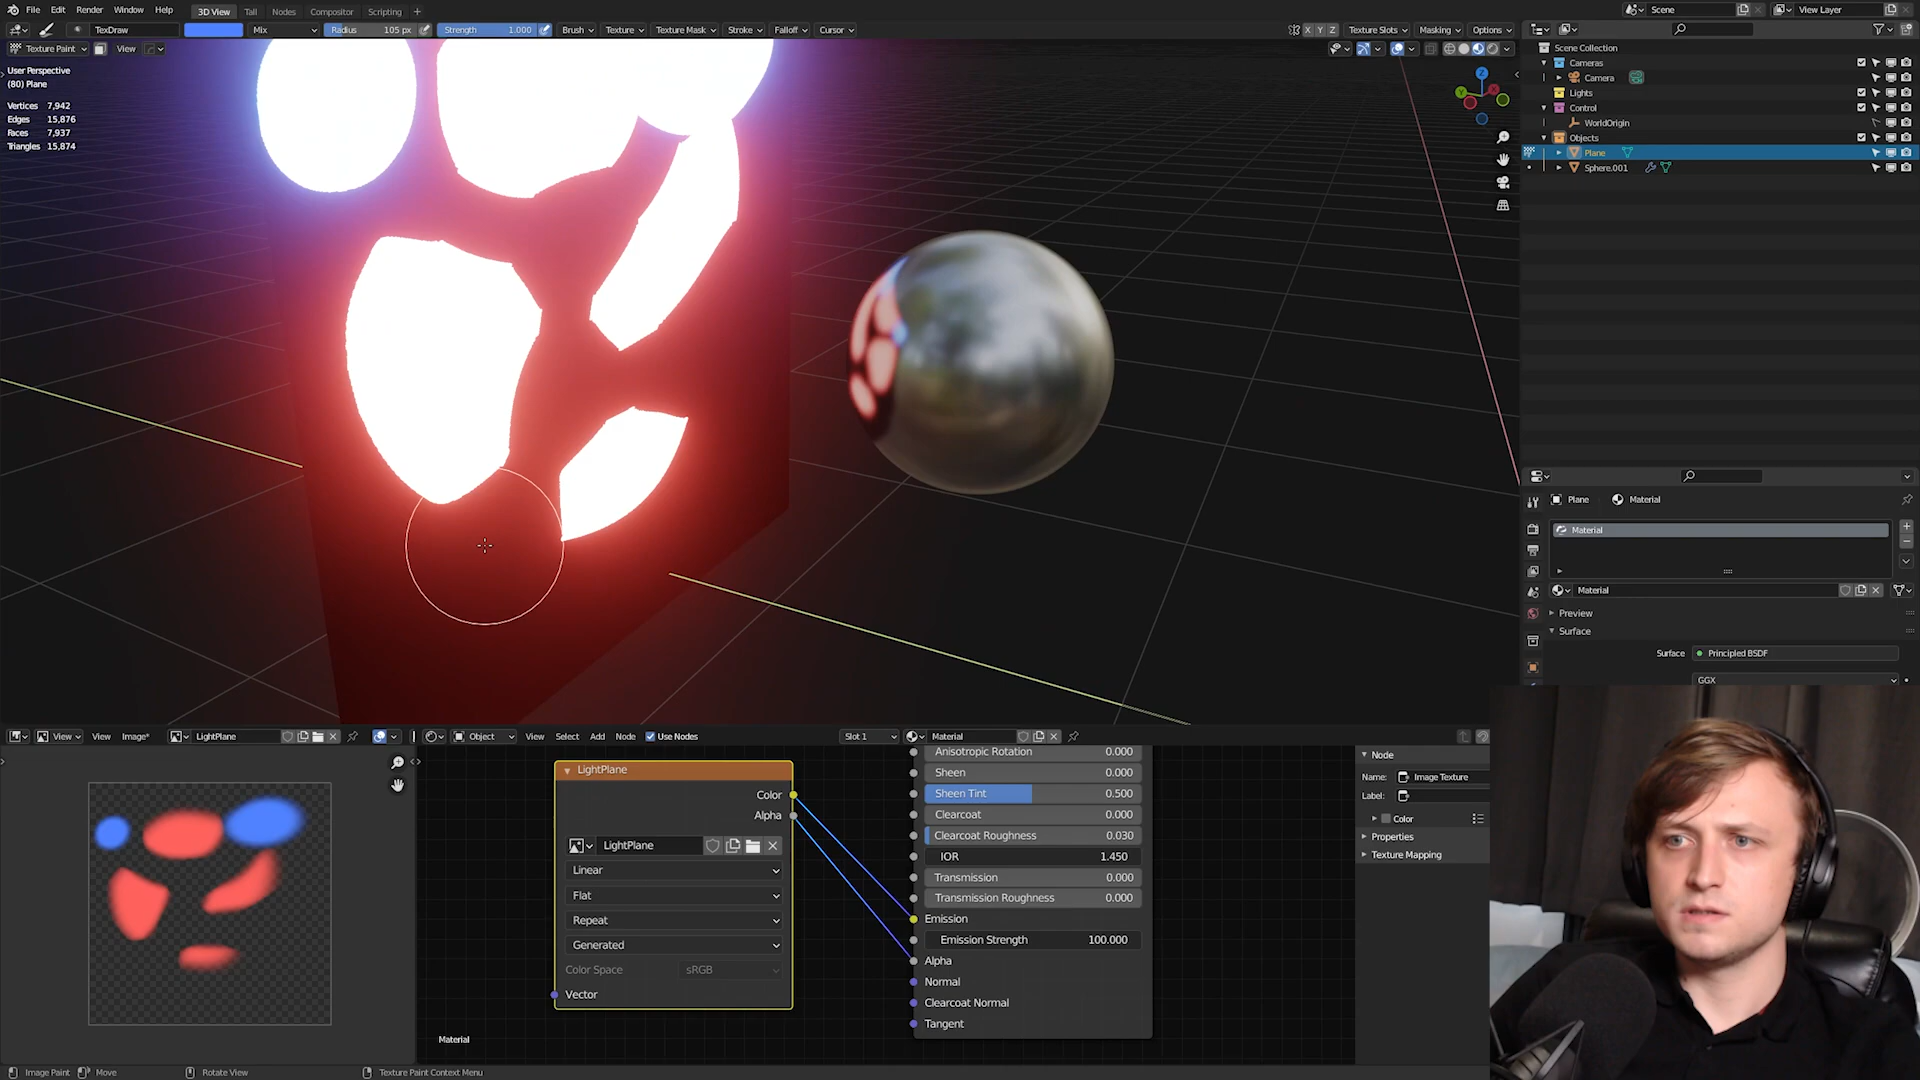 File Edit Render Window Help 3D View Tall Nodes Compositor Scripting + Scene View Layer
TexDraw Mix Radius 105 px Strength 1.000 Brush Texture Texture Mask Stroke Falloff Cursor X Y Z Texture Slots Masking Options
Texture Paint View
User Perspective
(80) Plane
Vertices 7,942
Edges 15,876
Faces 7,937
Triangles 15,874
Z
Y
X
Scene Collection
Cameras
Camera
Lights
Control
WorldOrigin
Objects
Plane
Sphere.001
Plane Material
Material
Material
Preview
Surface
Surface Principled BSDF
GGX
View View Image* LightPlane
Object View Select Add Node Use Nodes Slot 1 Material
LightPlane
Color
Alpha
LightPlane
Linear
Flat
Repeat
Generated
Color Space sRGB
Vector
Material
Anisotropic Rotation 0.000
Sheen 0.000
Sheen Tint 0.500
Clearcoat 0.000
Clearcoat Roughness 0.030
IOR 1.450
Transmission 0.000
Transmission Roughness 0.000
Emission
Emission Strength 100.000
Alpha
Normal
Clearcoat Normal
Tangent
Node
Name: Image Texture
Label:
Color
Properties
Texture Mapping
Image Paint Move Rotate View Texture Paint Context Menu